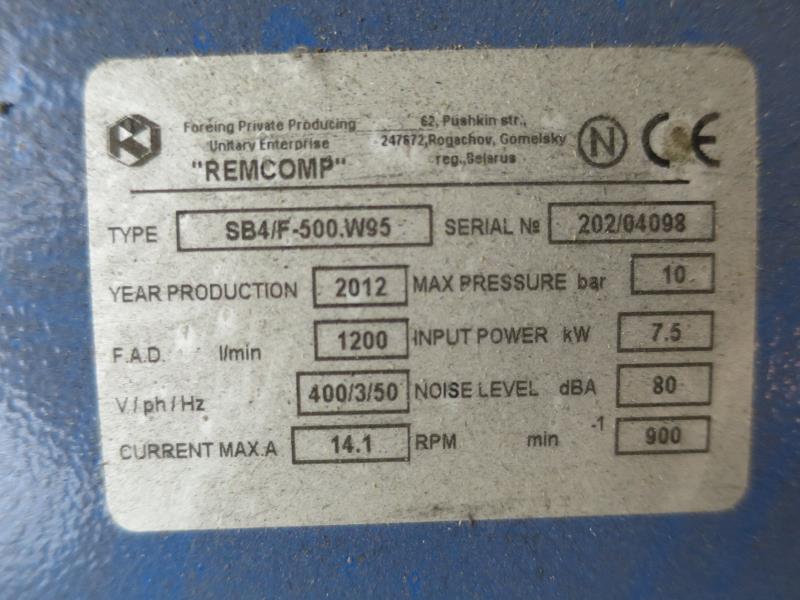 Foreing Private Producing
Unitary Enterprise
"REMCOMP"
62, Pushkin str.,
247672,Rogachov, Gomelsky
reg.,Belarus
N CE
TYPE SB4/F-500.W95 SERIAL № 202/04098
YEAR PRODUCTION 2012 MAX PRESSURE bar 10
F.A.D. l/min 1200 INPUT POWER kW 7.5
V/ph/Hz 400/3/50 NOISE LEVEL dBA 80
CURRENT MAX.A 14.1 RPM min -1 900